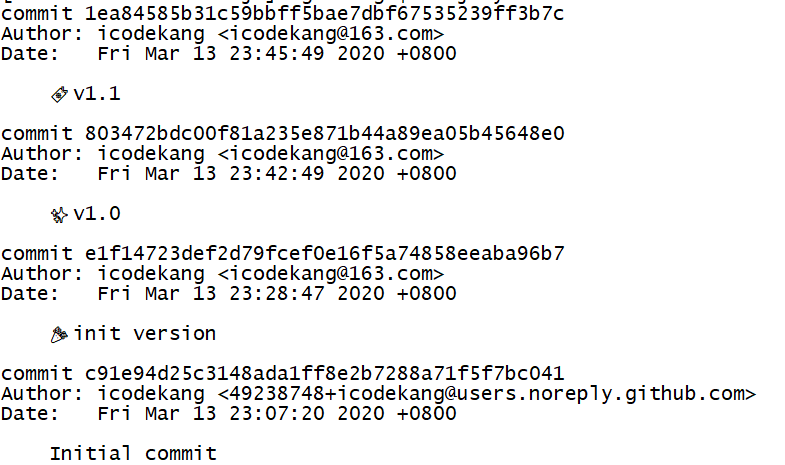 commit 1ea84585b31c59bbff5bae7dbf67535239ff3b7c
Author: icodekang <icodekang@163.com>
Date:   Fri Mar 13 23:45:49 2020 +0800
🔖 v1.1
commit 803472bdc00f81a235e871b44a89ea05b45648e0
Author: icodekang <icodekang@163.com>
Date:   Fri Mar 13 23:42:49 2020 +0800
✨ v1.0
commit e1f14723def2d79fcef0e16f5a74858eeaba96b7
Author: icodekang <icodekang@163.com>
Date:   Fri Mar 13 23:28:47 2020 +0800
🎉 init version
commit c91e94d25c3148ada1ff8e2b7288a71f5f7bc041
Author: icodekang <49238748+icodekang@users.noreply.github.com>
Date:   Fri Mar 13 23:07:20 2020 +0800
Initial commit